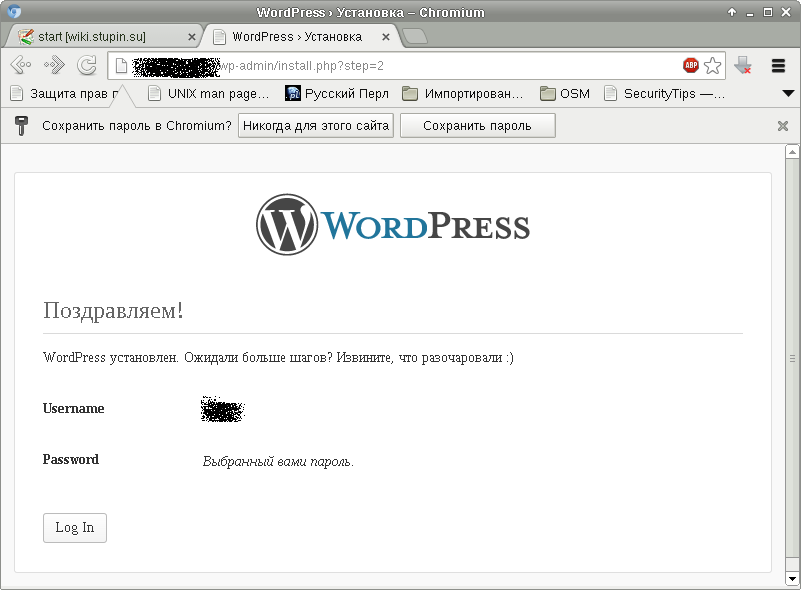 WordPress › Установка – Chromium
start [wiki.stupin.su]
WordPress › Установка
wp-admin/install.php?step=2
ABP
Защита прав г
UNIX man page...
Русский Перл
Импортирован...
OSM
SecurityTips —...
Сохранить пароль в Chromium?
Никогда для этого сайта
Сохранить пароль
WORDPRESS
Поздравляем!
WordPress установлен. Ожидали больше шагов? Извините, что разочаровали :)
Username
Password
Выбранный вами пароль.
Log In